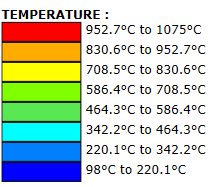 TEMPERATURE :
952.7°C to 1075°C
830.6°C to 952.7°C
708.5°C to 830.6°C
586.4°C to 708.5°C
464.3°C to 586.4°C
342.2°C to 464.3°C
220.1°C to 342.2°C
98°C to 220.1°C